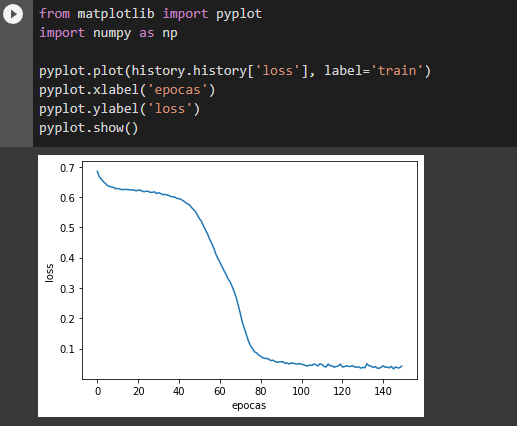 from matplotlib import pyplot
import numpy as np
pyplot.plot(history.history['loss'], label='train')
pyplot.xlabel('epocas')
pyplot.ylabel('loss')
pyplot.show()
0.7
0.6
0.5
0.4
0.3
0.2
0.1
loss
0 20 40 60 80 100 120 140
epocas